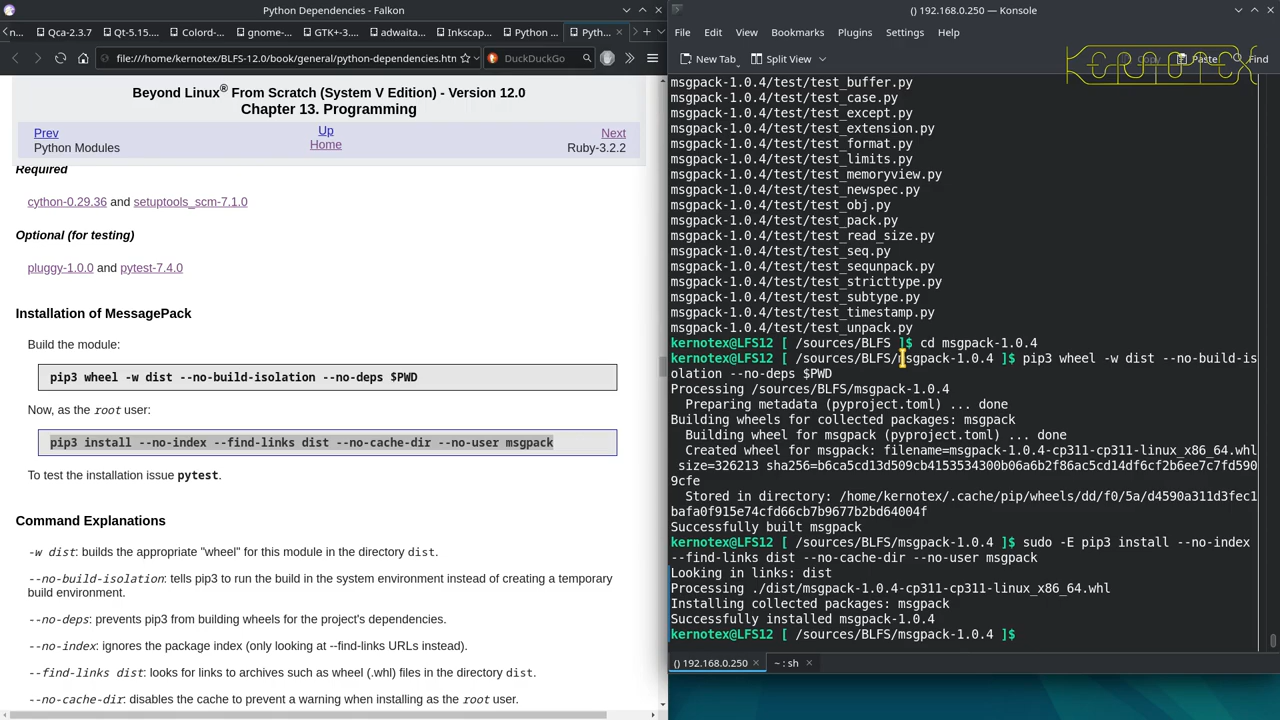 Python Dependencies - Falkon
n...
Qca-2.3.7
Qt-5.15....
Colord-...
gnome-...
GTK+-3....
adwaita...
Inkscap...
Python ...
Pyth...
file:///home/kernotex/BLFS-12.0/book/general/python-dependencies.htn
DuckDuckGo
Beyond Linux® From Scratch (System V Edition) - Version 12.0
Chapter 13. Programming
Prev
Up
Next
Python Modules
Home
Ruby-3.2.2
Required
cython-0.29.36 and setuptools_scm-7.1.0
Optional (for testing)
pluggy-1.0.0 and pytest-7.4.0
Installation of MessagePack
Build the module:
pip3 wheel -w dist --no-build-isolation --no-deps $PWD
Now, as the root user:
pip3 install --no-index --find-links dist --no-cache-dir --no-user msgpack
To test the installation issue pytest.
Command Explanations
-w dist: builds the appropriate "wheel" for this module in the directory dist.
--no-build-isolation: tells pip3 to run the build in the system environment instead of creating a temporary
build environment.
--no-deps: prevents pip3 from building wheels for the project's dependencies.
--no-index: ignores the package index (only looking at --find-links URLs instead).
--find-links dist: looks for links to archives such as wheel (.whl) files in the directory dist.
--no-cache-dir: disables the cache to prevent a warning when installing as the root user.
() 192.168.0.250 — Konsole
File Edit View Bookmarks Plugins Settings Help
New Tab
Split View
Copy
Paste
Find
KERNOTEX
msgpack-1.0.4/test/test_buffer.py
msgpack-1.0.4/test/test_case.py
msgpack-1.0.4/test/test_except.py
msgpack-1.0.4/test/test_extension.py
msgpack-1.0.4/test/test_format.py
msgpack-1.0.4/test/test_limits.py
msgpack-1.0.4/test/test_memoryview.py
msgpack-1.0.4/test/test_newspec.py
msgpack-1.0.4/test/test_obj.py
msgpack-1.0.4/test/test_pack.py
msgpack-1.0.4/test/test_read_size.py
msgpack-1.0.4/test/test_seq.py
msgpack-1.0.4/test/test_sequnpack.py
msgpack-1.0.4/test/test_stricttype.py
msgpack-1.0.4/test/test_subtype.py
msgpack-1.0.4/test/test_timestamp.py
msgpack-1.0.4/test/test_unpack.py
kernotex@LFS12 [ /sources/BLFS ]$ cd msgpack-1.0.4
kernotex@LFS12 [ /sources/BLFS/msgpack-1.0.4 ]$ pip3 wheel -w dist --no-build-is
olation --no-deps $PWD
Processing /sources/BLFS/msgpack-1.0.4
Preparing metadata (pyproject.toml) ... done
Building wheels for collected packages: msgpack
Building wheel for msgpack (pyproject.toml) ... done
Created wheel for msgpack: filename=msgpack-1.0.4-cp311-cp311-linux_x86_64.whl
size=326213 sha256=b6ca5cd13d509cb4153534300b06a6b2f86ac5cd14df6cf2b6ee7c7fd590
9cfe
Stored in directory: /home/kernotex/.cache/pip/wheels/dd/f0/5a/d4590a311d3fec1
bafa0f915e74cfd66cb7b9677b2bd64004f
Successfully built msgpack
kernotex@LFS12 [ /sources/BLFS/msgpack-1.0.4 ]$ sudo -E pip3 install --no-index
--find-links dist --no-cache-dir --no-user msgpack
Looking in links: dist
Processing ./dist/msgpack-1.0.4-cp311-cp311-linux_x86_64.whl
Installing collected packages: msgpack
Successfully installed msgpack-1.0.4
kernotex@LFS12 [ /sources/BLFS/msgpack-1.0.4 ]$
() 192.168.0.250
~ : sh